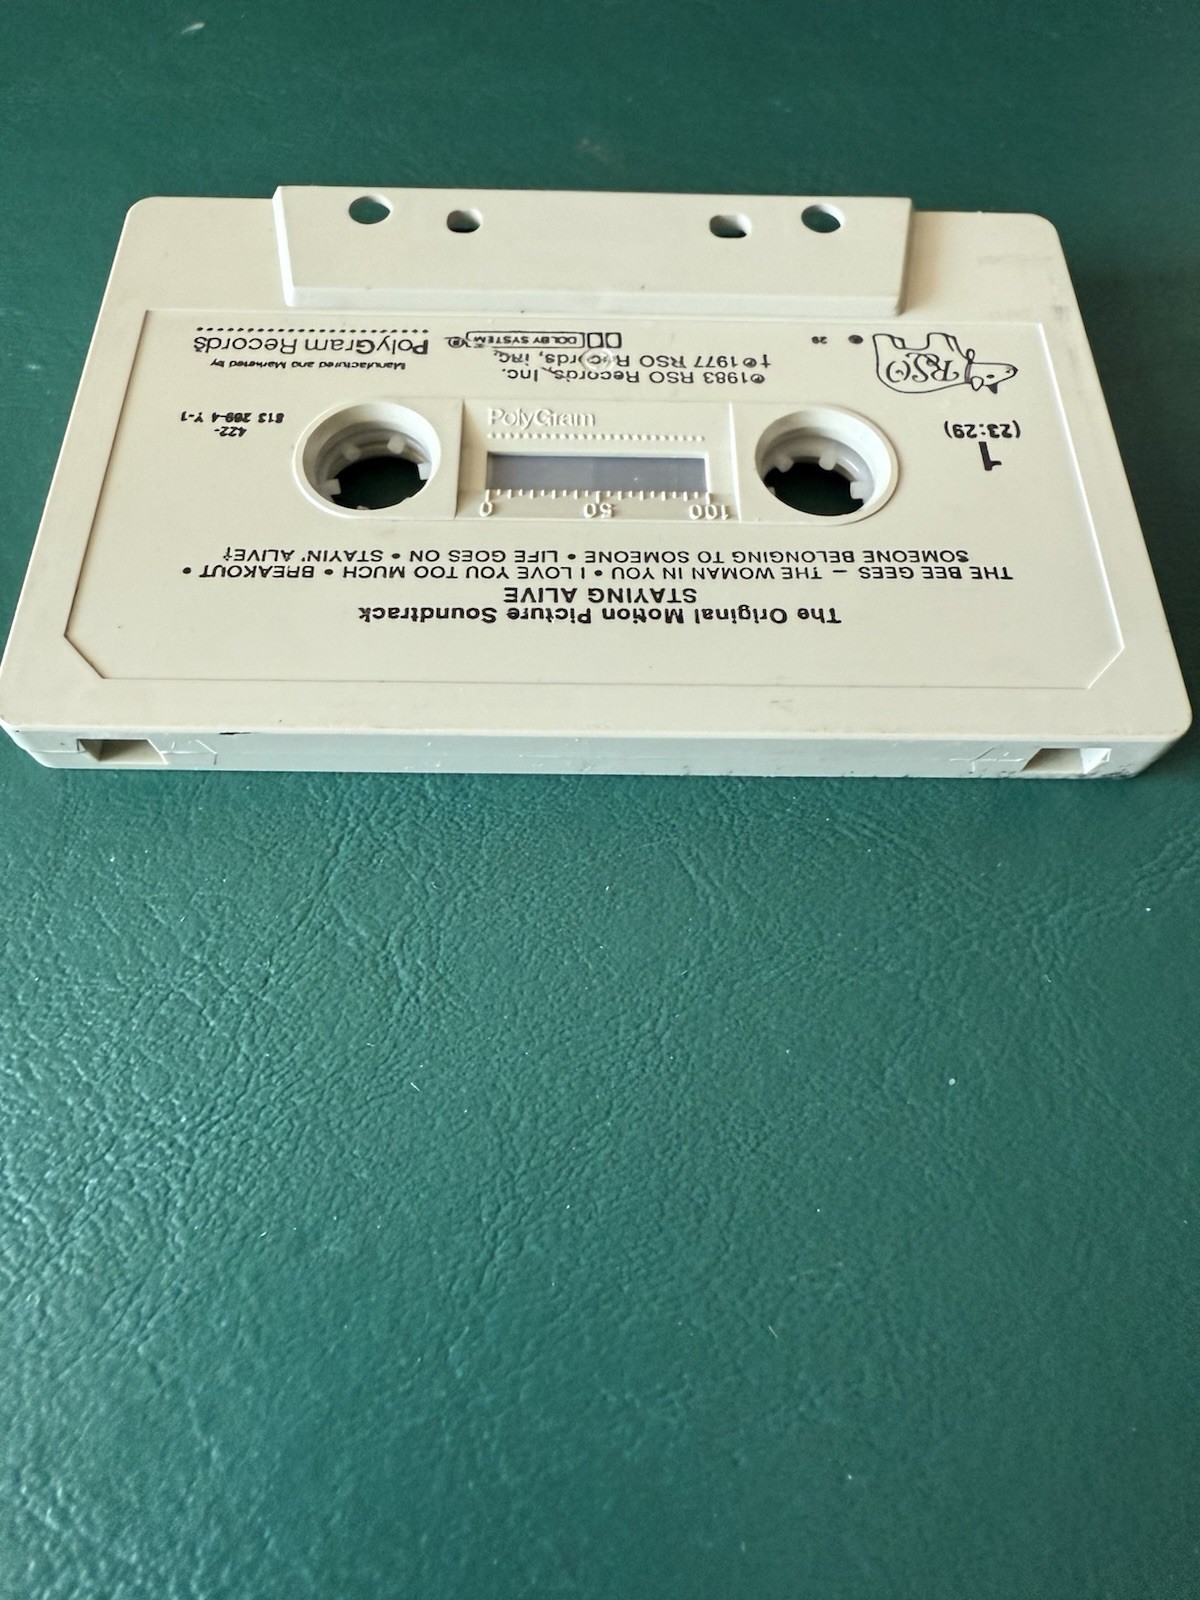 The Original Motion Picture Soundtrack
STAYING ALIVE
THE BEE GEES — THE WOMAN IN YOU • I LOVE YOU TOO MUCH • BREAKOUT •
SOMEONE BELONGING TO SOMEONE • LIFE GOES ON • STAYIN' ALIVE†
1
(23:29)
100 50 0
PolyGram
422-
813 269-4 Y-1
RSO
℗1983 RSO Records, Inc.
†℗1977 RSO Records, Inc.
DOLBY SYSTEM
29
Manufactured and Marketed by
PolyGram Records